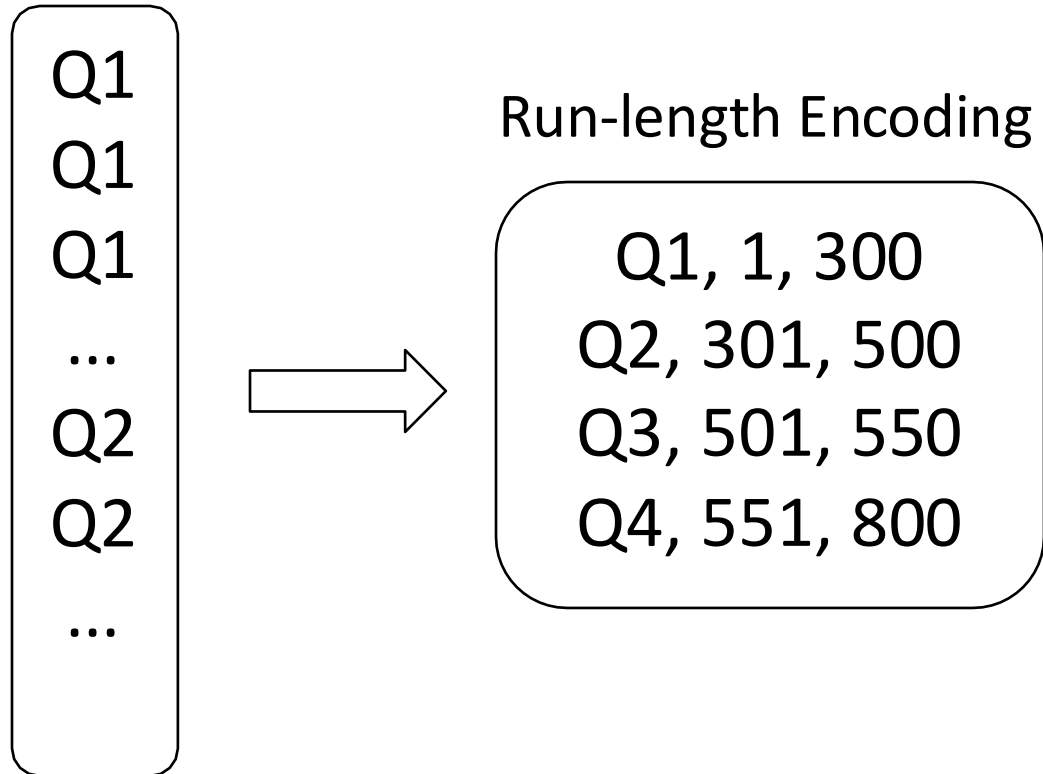 Q1
Q1
Q1
...
Q2
Q2
...
Run-length Encoding
Q1, 1, 300
Q2, 301, 500
Q3, 501, 550
Q4, 551, 800